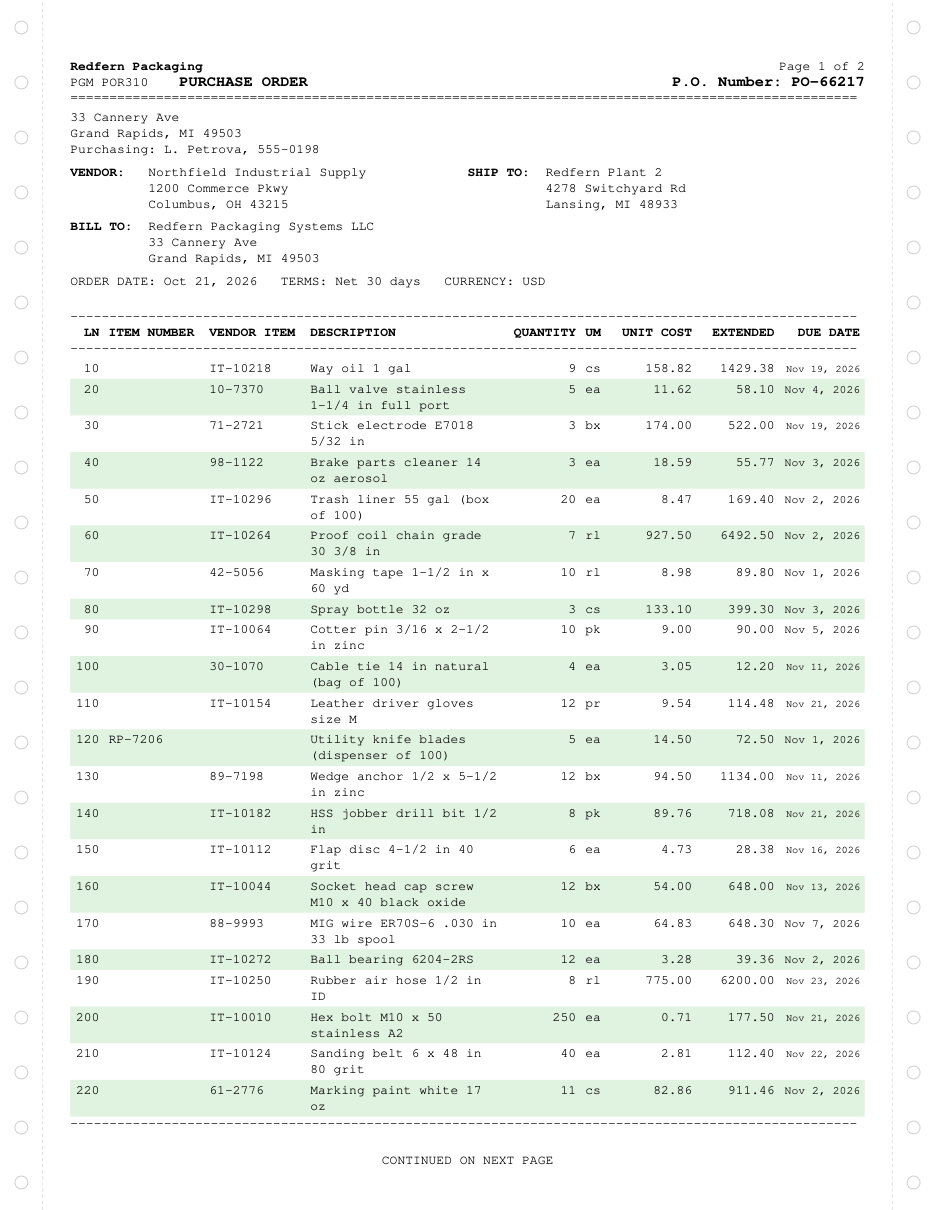 Redfern Packaging Page 1 of 2
PGM POR310 PURCHASE ORDER P.O. Number: PO-66217
=====================================================================================================
33 Cannery Ave
Grand Rapids, MI 49503
Purchasing: L. Petrova, 555-0198
VENDOR: Northfield Industrial Supply SHIP TO: Redfern Plant 2
1200 Commerce Pkwy 4278 Switchyard Rd
Columbus, OH 43215 Lansing, MI 48933
BILL TO: Redfern Packaging Systems LLC
33 Cannery Ave
Grand Rapids, MI 49503
ORDER DATE: Oct 21, 2026 TERMS: Net 30 days CURRENCY: USD
-----------------------------------------------------------------------------------------------------
LN ITEM NUMBER VENDOR ITEM DESCRIPTION QUANTITY UM UNIT COST EXTENDED DUE DATE
-----------------------------------------------------------------------------------------------------
10 IT-10218 Way oil 1 gal 9 cs 158.82 1429.38 Nov 19, 2026
20 10-7370 Ball valve stainless 5 ea 11.62 58.10 Nov 4, 2026
1-1/4 in full port
30 71-2721 Stick electrode E7018 3 bx 174.00 522.00 Nov 19, 2026
5/32 in
40 98-1122 Brake parts cleaner 14 3 ea 18.59 55.77 Nov 3, 2026
oz aerosol
50 IT-10296 Trash liner 55 gal (box 20 ea 8.47 169.40 Nov 2, 2026
of 100)
60 IT-10264 Proof coil chain grade 7 rl 927.50 6492.50 Nov 2, 2026
30 3/8 in
70 42-5056 Masking tape 1-1/2 in x 10 rl 8.98 89.80 Nov 1, 2026
60 yd
80 IT-10298 Spray bottle 32 oz 3 cs 133.10 399.30 Nov 3, 2026
90 IT-10064 Cotter pin 3/16 x 2-1/2 10 pk 9.00 90.00 Nov 5, 2026
in zinc
100 30-1070 Cable tie 14 in natural 4 ea 3.05 12.20 Nov 11, 2026
(bag of 100)
110 IT-10154 Leather driver gloves 12 pr 9.54 114.48 Nov 21, 2026
size M
120 RP-7206 Utility knife blades 5 ea 14.50 72.50 Nov 1, 2026
(dispenser of 100)
130 89-7198 Wedge anchor 1/2 x 5-1/2 12 bx 94.50 1134.00 Nov 11, 2026
in zinc
140 IT-10182 HSS jobber drill bit 1/2 8 pk 89.76 718.08 Nov 21, 2026
in
150 IT-10112 Flap disc 4-1/2 in 40 6 ea 4.73 28.38 Nov 16, 2026
grit
160 IT-10044 Socket head cap screw 12 bx 54.00 648.00 Nov 13, 2026
M10 x 40 black oxide
170 88-9993 MIG wire ER70S-6 .030 in 10 ea 64.83 648.30 Nov 7, 2026
33 lb spool
180 IT-10272 Ball bearing 6204-2RS 12 ea 3.28 39.36 Nov 2, 2026
190 IT-10250 Rubber air hose 1/2 in 8 rl 775.00 6200.00 Nov 23, 2026
ID
200 IT-10010 Hex bolt M10 x 50 250 ea 0.71 177.50 Nov 21, 2026
stainless A2
210 IT-10124 Sanding belt 6 x 48 in 40 ea 2.81 112.40 Nov 22, 2026
80 grit
220 61-2776 Marking paint white 17 11 cs 82.86 911.46 Nov 2, 2026
oz
-----------------------------------------------------------------------------------------------------
CONTINUED ON NEXT PAGE